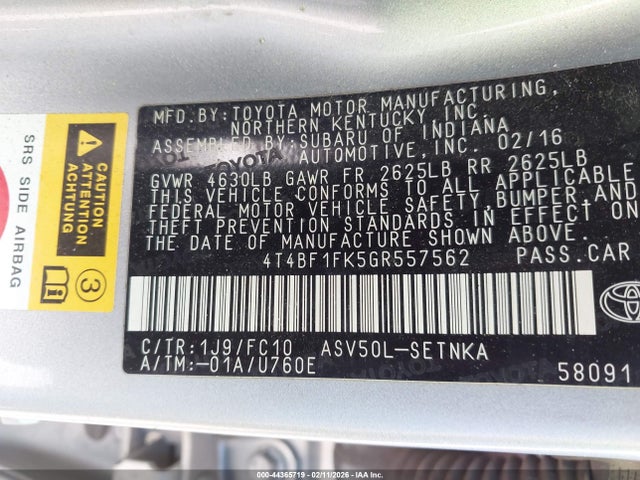 MFD.BY:TOYOTA MOTOR MANUFACTURING,
NORTHERN KENTUCKY, INC.
ASSEMBLED BY:SUBARU OF INDIANA
AUTOMOTIVE, INC. 02/16
GVWR 4630LB GAWR FR 2625LB RR 2625LB
THIS VEHICLE CONFORMS TO ALL APPLICABLE
FEDERAL MOTOR VEHICLE SAFETY,BUMPER,AND
THEFT PREVENTION STANDARDS IN EFFECT ON
THE DATE OF MANUFACTURE SHOWN ABOVE.
4T4BF1FK5GR557562 PASS.CAR
C/TR:1J9/FC10 ASV50L-SETNKA
A/TM:-01A/U760E
58091
TOYOTA
SRS SIDE AIRBAG
CAUTION
ATTENTION
ACHTUNG
3
000-44365719 - 02/11/2026 - IAA Inc.